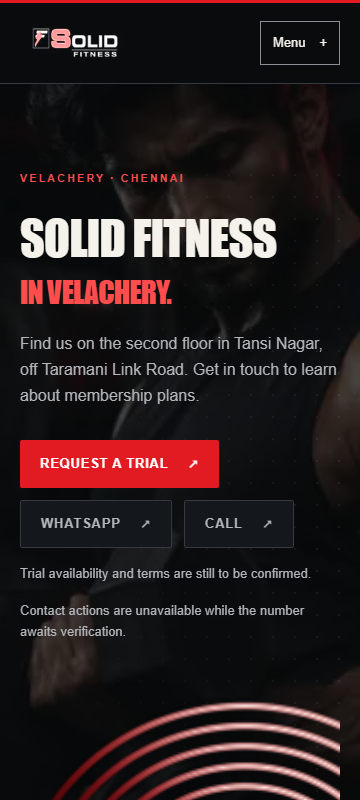 SOLID
FITNESS
Menu +
VELACHERY · CHENNAI
SOLID FITNESS
IN VELACHERY.
Find us on the second floor in Tansi Nagar,
off Taramani Link Road. Get in touch to learn
about membership plans.
REQUEST A TRIAL ↗
WHATSAPP ↗ CALL ↗
Trial availability and terms are still to be confirmed.
Contact actions are unavailable while the number
awaits verification.